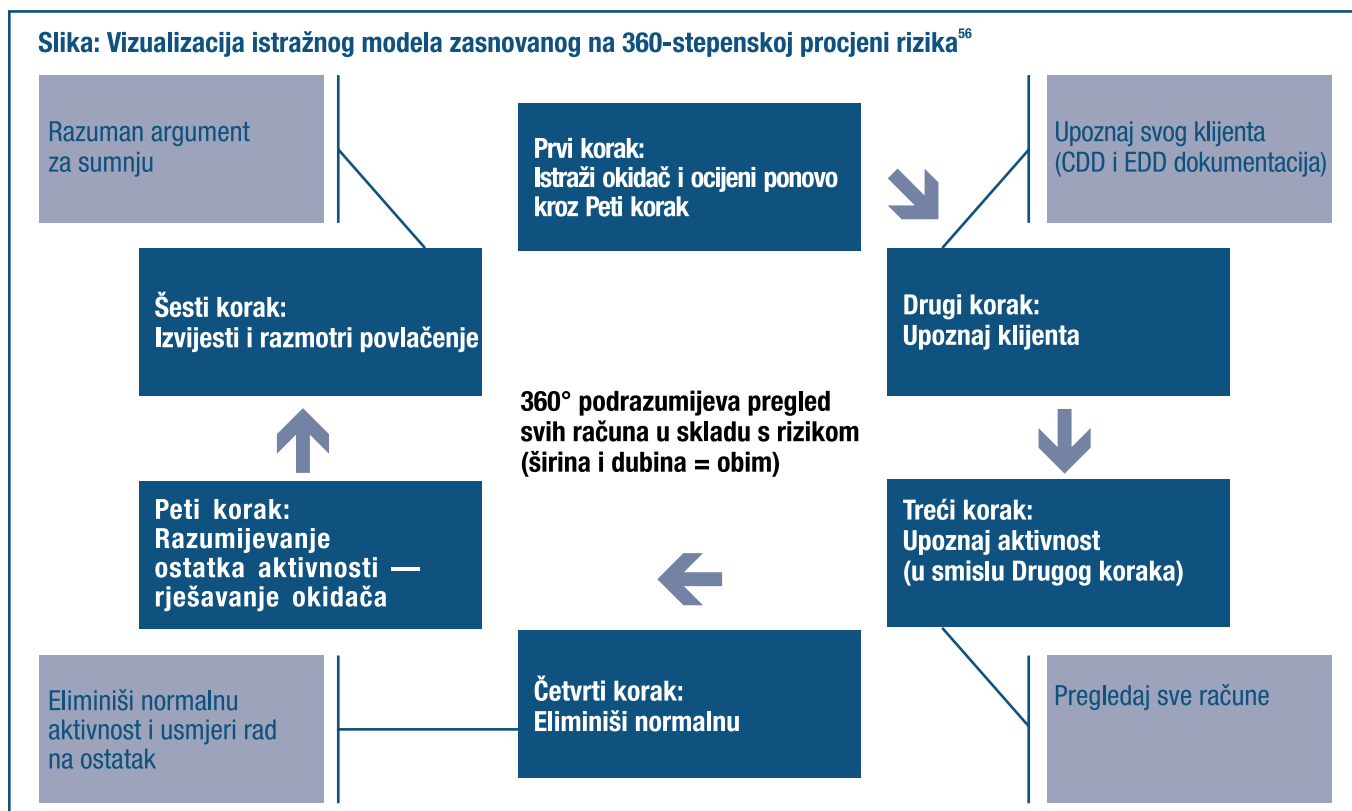 Slika: Vizualizacija istražnog modela zasnovanog na 360-stepenskoj procjeni rizika56
Razuman argument
za sumnju
Prvi korak:
Istraži okidač i ocijeni ponovo
kroz Peti korak
Upoznaj svog klijenta
(CDD i EDD dokumentacija)
Šesti korak:
Izvijesti i razmotri povlačenje
Drugi korak:
Upoznaj klijenta
360° podrazumijeva pregled
svih računa u skladu s rizikom
(širina i dubina = obim)
Peti korak:
Razumijevanje
ostatka aktivnosti —
rješavanje okidača
Treći korak:
Upoznaj aktivnost
(u smislu Drugog koraka)
Eliminiši normalnu
aktivnost i usmjeri rad
na ostatak
Četvrti korak:
Eliminiši normalnu
Pregledaj sve račune